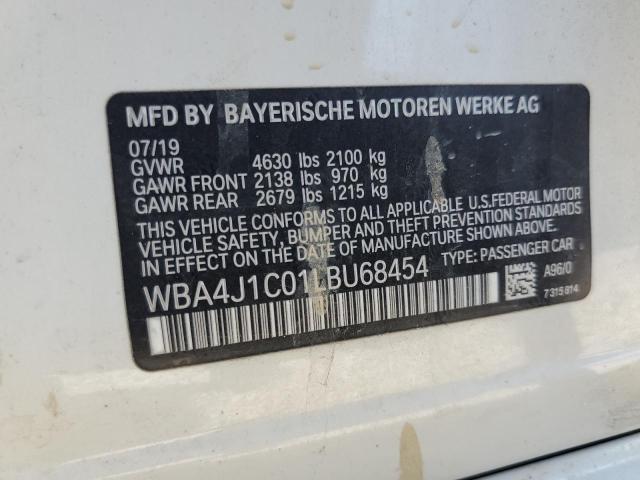 MFD BY BAYERISCHE MOTOREN WERKE AG
07/19
GVWR 4630 lbs 2100 kg
GAWR FRONT 2138 lbs 970 kg
GAWR REAR 2679 lbs 1215 kg
THIS VEHICLE CONFORMS TO ALL APPLICABLE U.S.FEDERAL MOTOR
VEHICLE SAFETY, BUMPER, AND THEFT PREVENTION STANDARDS
IN EFFECT ON THE DATE OF MANUFACTURE SHOWN ABOVE.
WBA4J1C01LBU68454 TYPE: PASSENGER CAR
A96/0
7315814